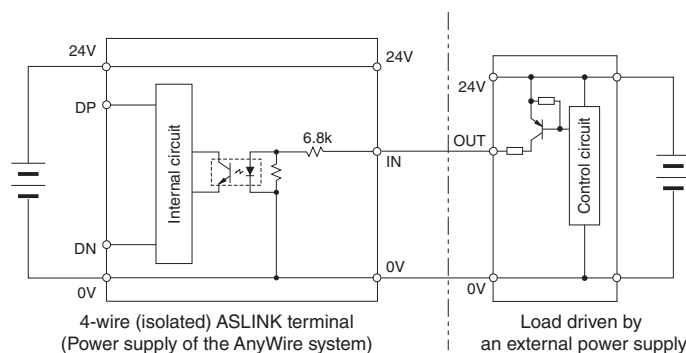 24V
24V
DP
Internal circuit
6.8k
IN
DN
0V
0V
4-wire (isolated) ASLINK terminal
(Power supply of the AnyWire system)
24V
OUT
Control circuit
0V
Load driven by
an external power supply